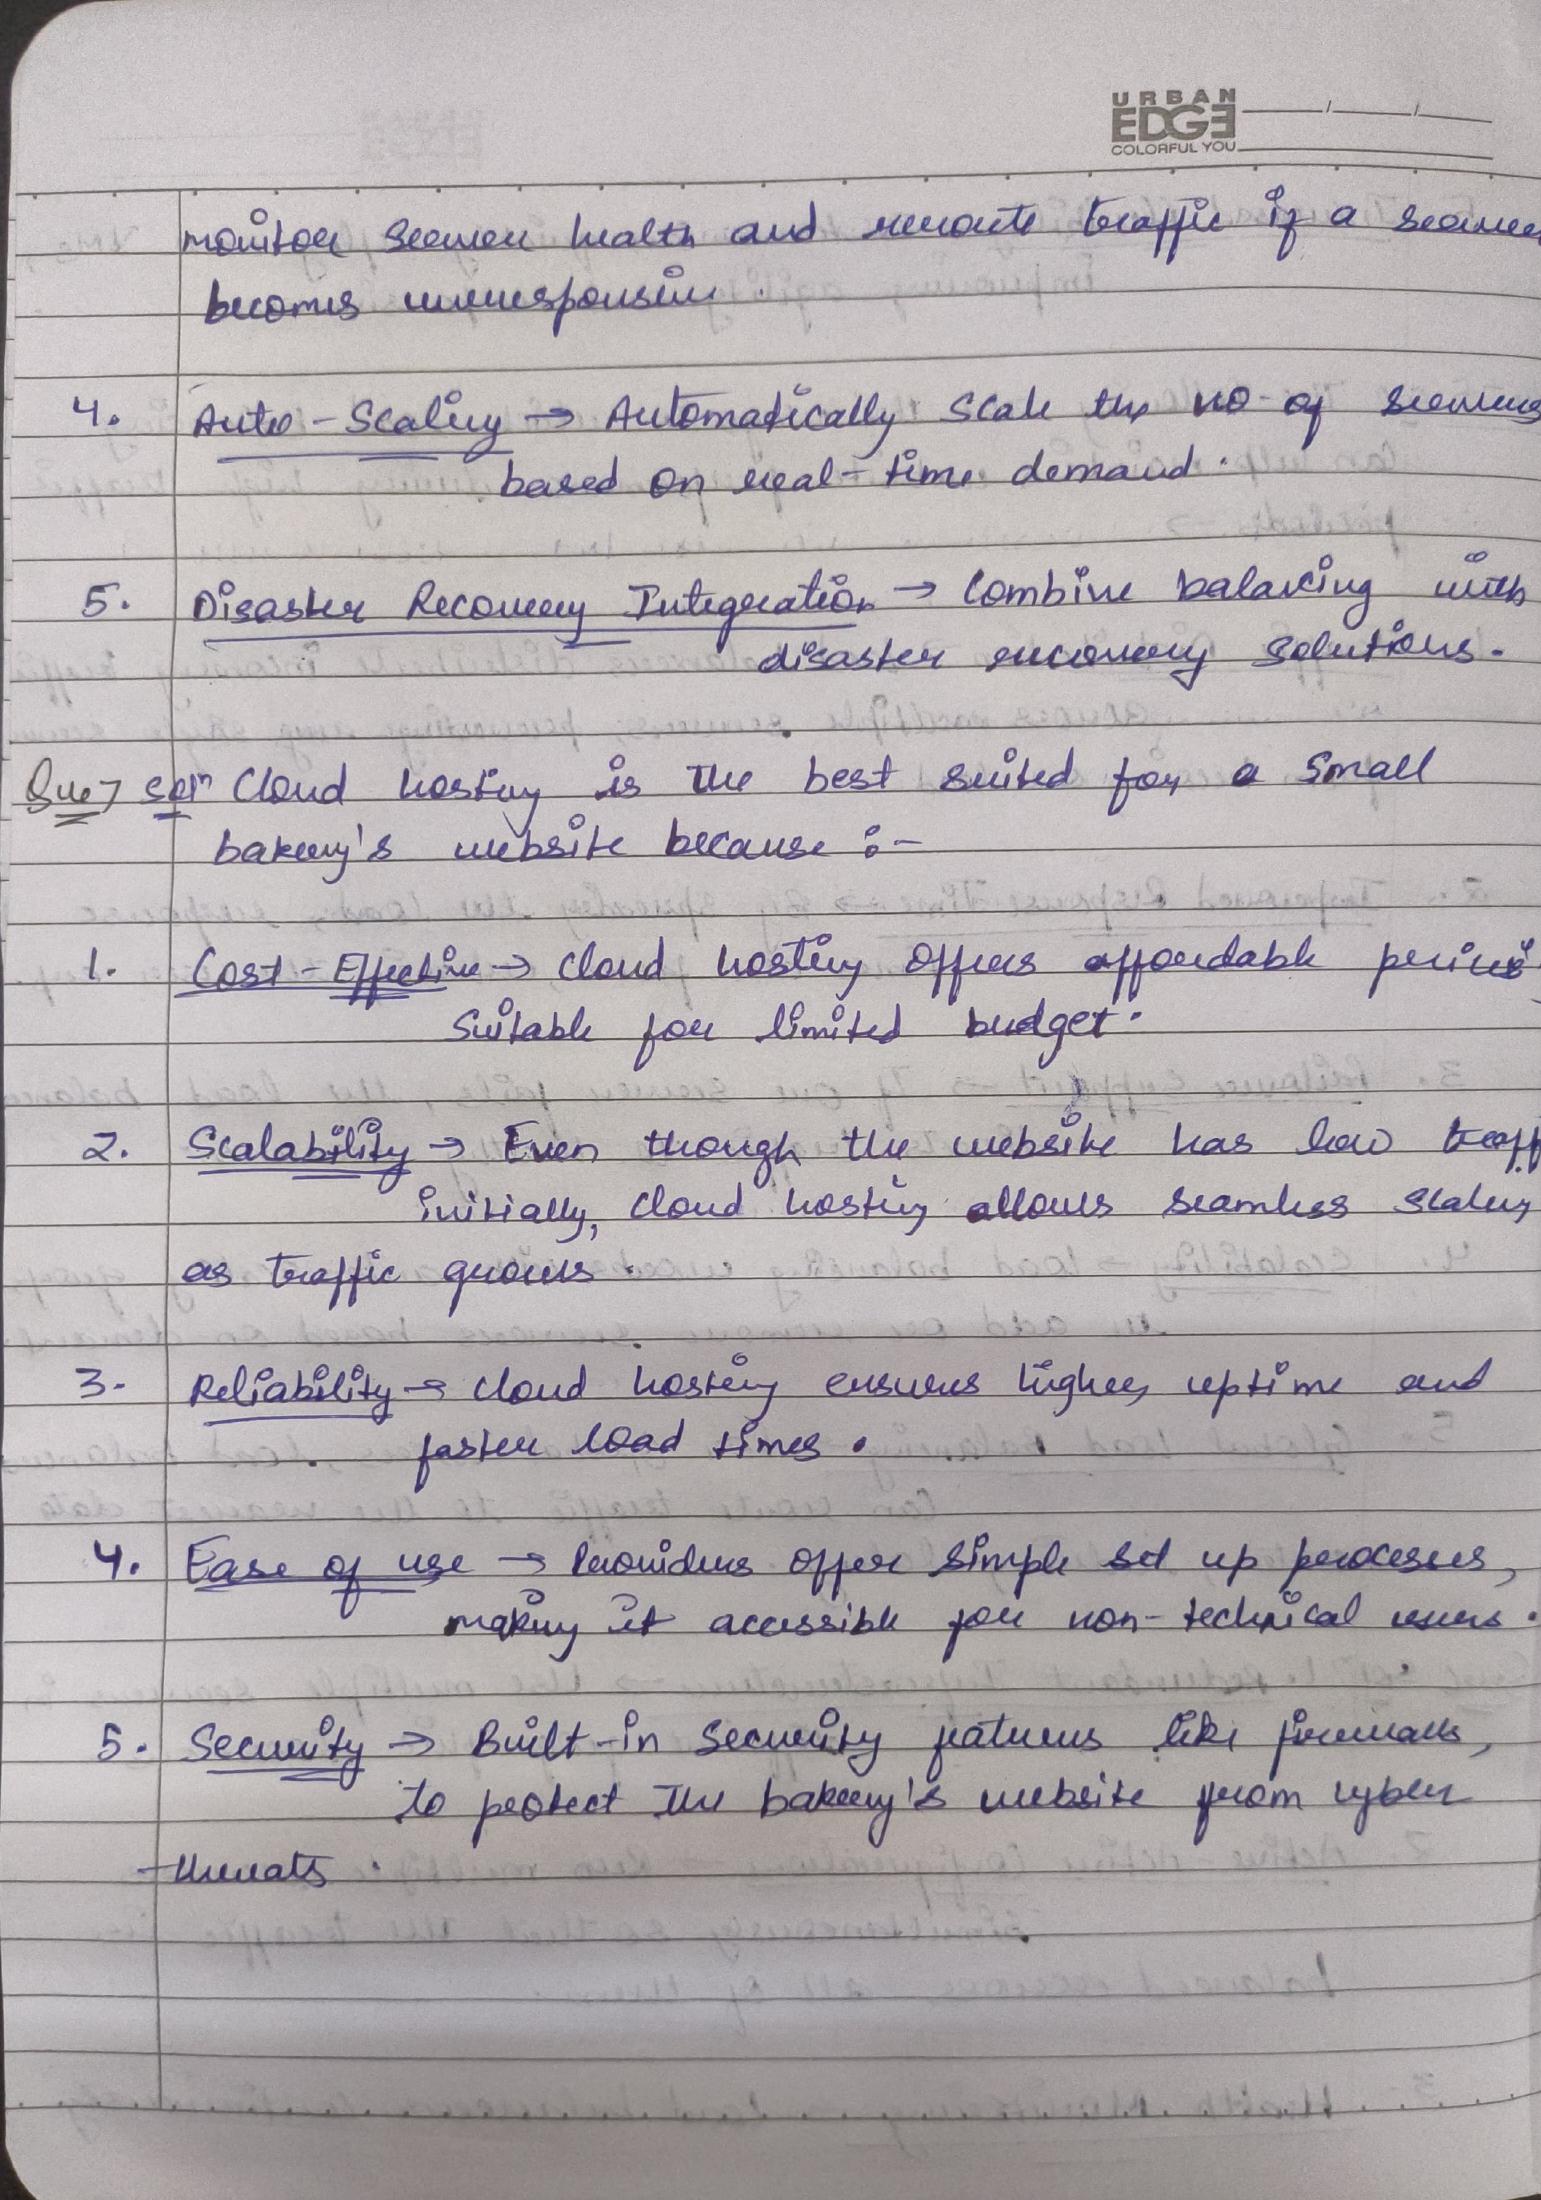 URBAN
EDGE
COLORFUL YOU
monitor server health and reroute traffic if a server
becomes unresponsive.
4. Auto-Scaling → Automatically scale the no. of servers
based on real-time demand.
5. Disaster Recovery Integration → Combine balancing with
disaster recovery solutions.
Que7 solⁿ Cloud hosting is the best suited for a small
bakery's website because :-
1. Cost-Effective → Cloud hosting offers affordable
suitable for limited budget.
2. Scalability → Even though the website has low traff
initially, cloud hosting allows seamless scaling
as traffic grows.
3. Reliability → cloud hosting ensures higher uptime and
faster load times.
4. Ease of use → Providers offer simple set up processes,
making it accessible for non-technical users.
5. Security → Built-in security features like firewalls,
to protect the bakery's website from cyber
threats.